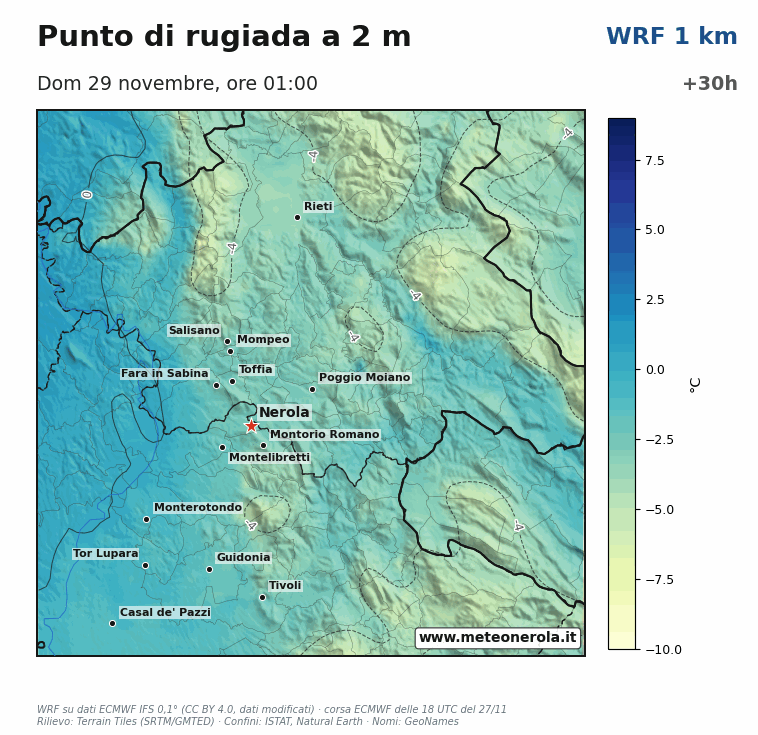 Punto di rugiada a 2 m
WRF 1 km
Dom 29 novembre, ore 01:00
+30h
0
-4
-4
-4
-4
-4
-4
-4
Rieti
Salisano
Mompeo
Fara in Sabina
Toffia
Poggio Moiano
Nerola
Montorio Romano
Montelibretti
Monterotondo
Tor Lupara
Guidonia
Tivoli
Casal de' Pazzi
www.meteonerola.it
7.5
5.0
2.5
0.0
−2.5
−5.0
−7.5
−10.0
°C
WRF su dati ECMWF IFS 0,1° (CC BY 4.0, dati modificati) · corsa ECMWF delle 18 UTC del 27/11
Rilievo: Terrain Tiles (SRTM/GMTED) · Confini: ISTAT, Natural Earth · Nomi: GeoNames